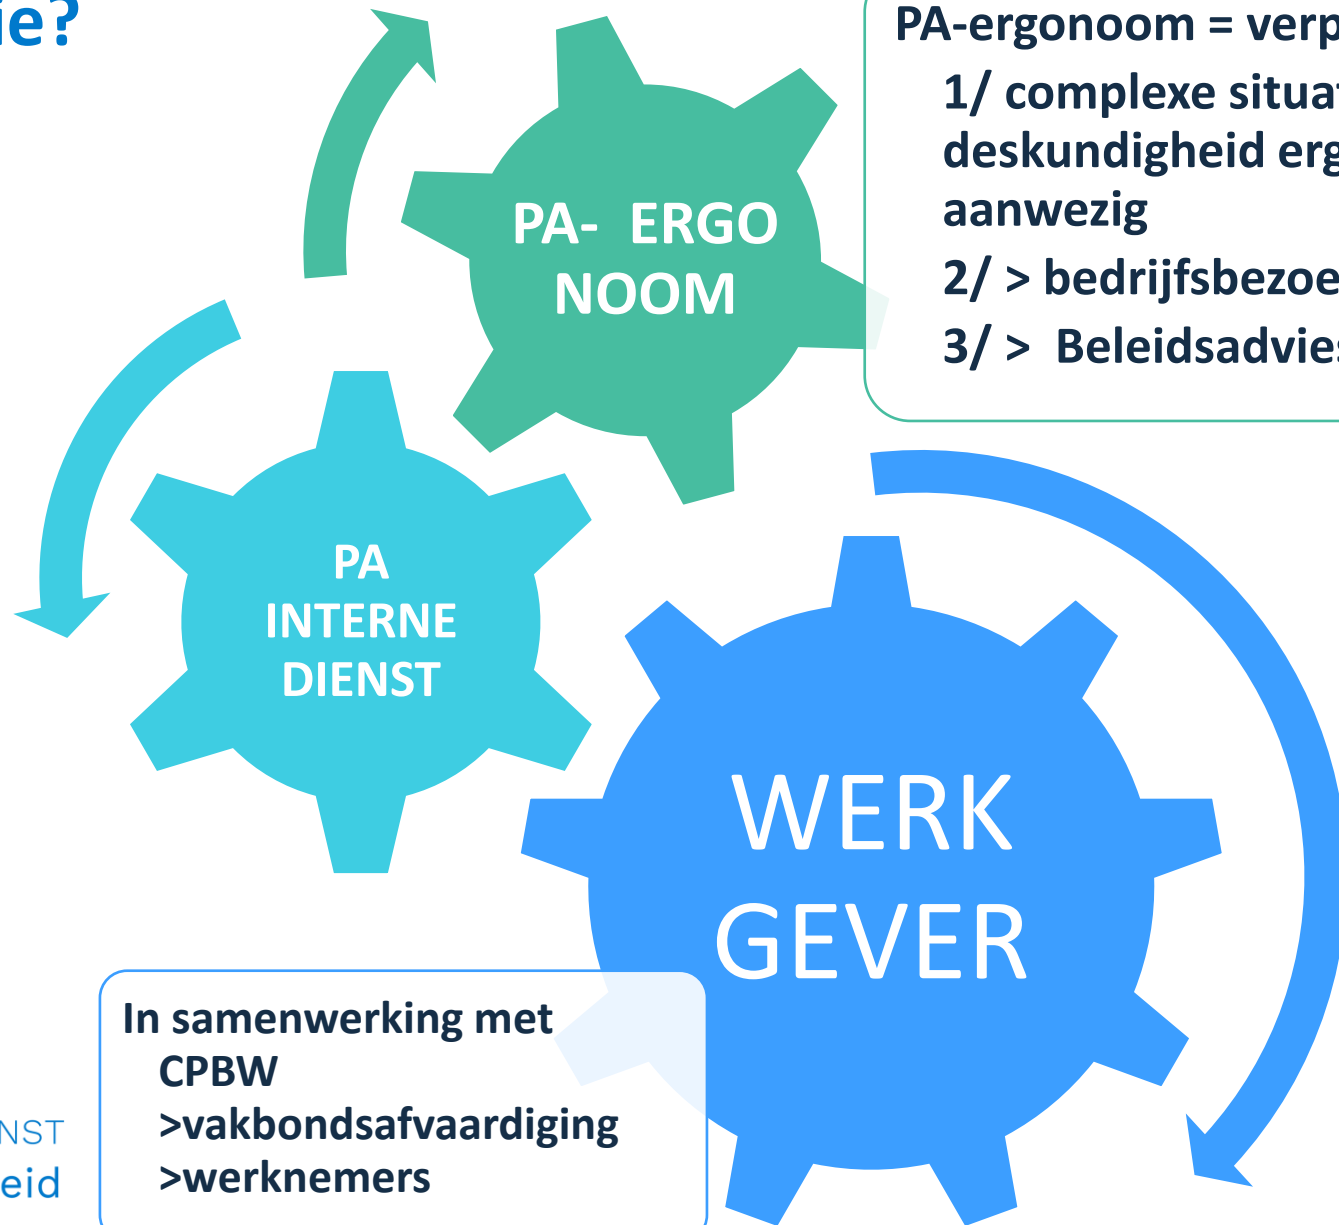 ie?
PA-ergonoom = verp
1/ complexe situat
deskundigheid erg
aanwezig
2/ > bedrijfsbezoe
3/ > Beleidsadvies
PA- ERGO
NOOM
PA
INTERNE
DIENST
WERK
GEVER
In samenwerking met
CPBW
>vakbondsafvaardiging
>werknemers
NST
eid